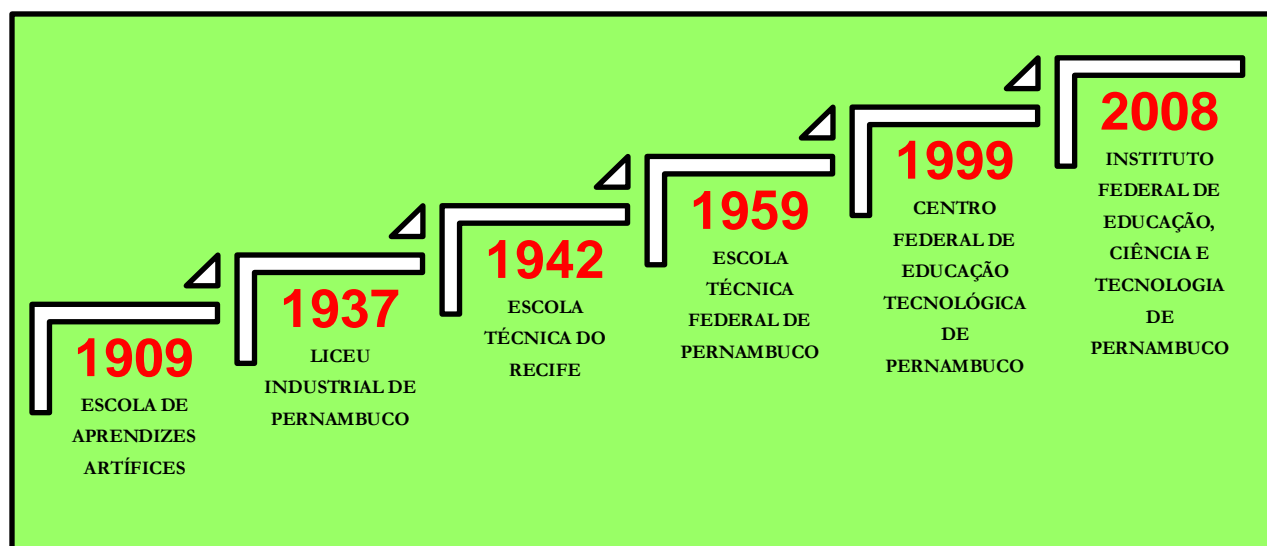 1909
ESCOLA DE
APRENDIZES
ARTÍFICES
1937
LICEU
INDUSTRIAL DE
PERNAMBUCO
1942
ESCOLA
TÉCNICA DO
RECIFE
1959
ESCOLA
TÉCNICA
FEDERAL DE
PERNAMBUCO
1999
CENTRO
FEDERAL DE
EDUCAÇÃO
TECNOLÓGICA
DE
PERNAMBUCO
2008
INSTITUTO
FEDERAL DE
EDUCAÇÃO,
CIÊNCIA E
TECNOLOGIA
DE
PERNAMBUCO